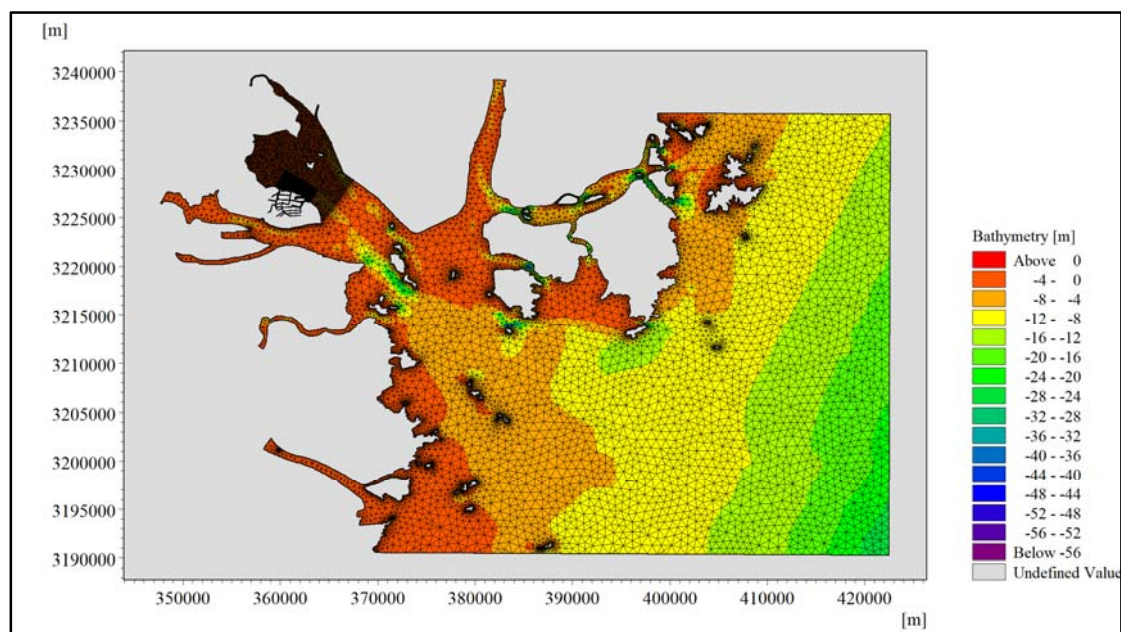 [m]
3240000
3235000
3230000
3225000
3220000
3215000
3210000
3205000
3200000
3195000
3190000
350000 360000 370000 380000 390000 400000 410000 420000
[m]
Bathymetry [m]
Above 0
-4 - 0
-8 - -4
-12 - -8
-16 - -12
-20 - -16
-24 - -20
-28 - -24
-32 - -28
-36 - -32
-40 - -36
-44 - -40
-48 - -44
-52 - -48
-56 - -52
Below -56
Undefined Value